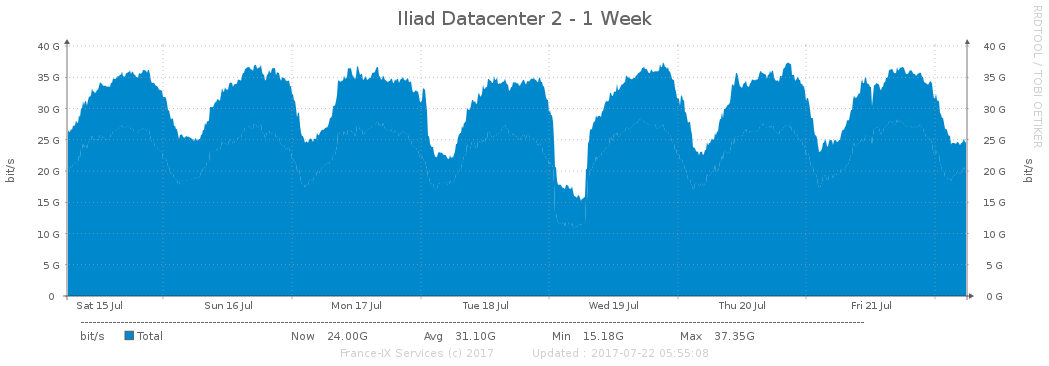 Iliad Datacenter 2 - 1 Week
RRDTOOL / TOBI OETIKER
bit/s
40 G 40 G
35 G 35 G
30 G 30 G
25 G 25 G
20 G 20 G
15 G 15 G
10 G 10 G
5 G 5 G
0 0 G
bit/s
Sat 15 Jul Sun 16 Jul Mon 17 Jul Tue 18 Jul Wed 19 Jul Thu 20 Jul Fri 21 Jul
bit/s Total Now 24.00G Avg 31.10G Min 15.18G Max 37.35G
France-IX Services (c) 2017 Updated : 2017-07-22 05:55:08